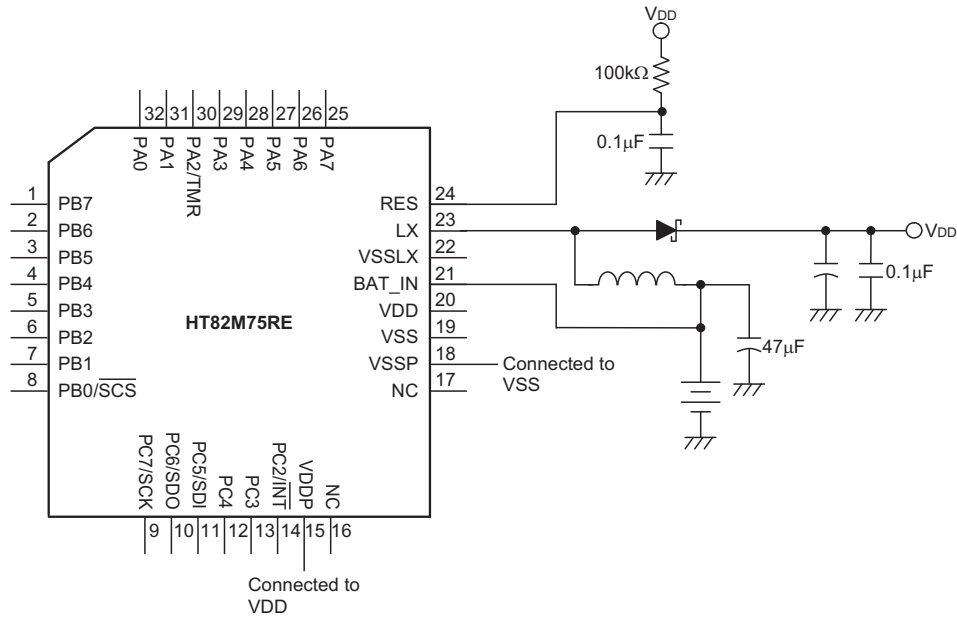 VDD
100kΩ
0.1μF
32 31 30 29 28 27 26 25
PA0 PA1 PA2/TMR PA3 PA4 PA5 PA6 PA7
1 PB7
2 PB6
3 PB5
4 PB4
5 PB3
6 PB2
7 PB1
8 PB0/SCS
HT82M75RE
RES 24
LX 23
VSSLX 22
BAT_IN 21
VDD 20
VSS 19
VSSP 18
NC 17
Connected to
VSS
VDD
0.1μF
47μF
PC7/SCK PC6/SDO PC5/SDI PC4 PC3 PC2/INT VDDP NC
9 10 11 12 13 14 15 16
Connected to
VDD